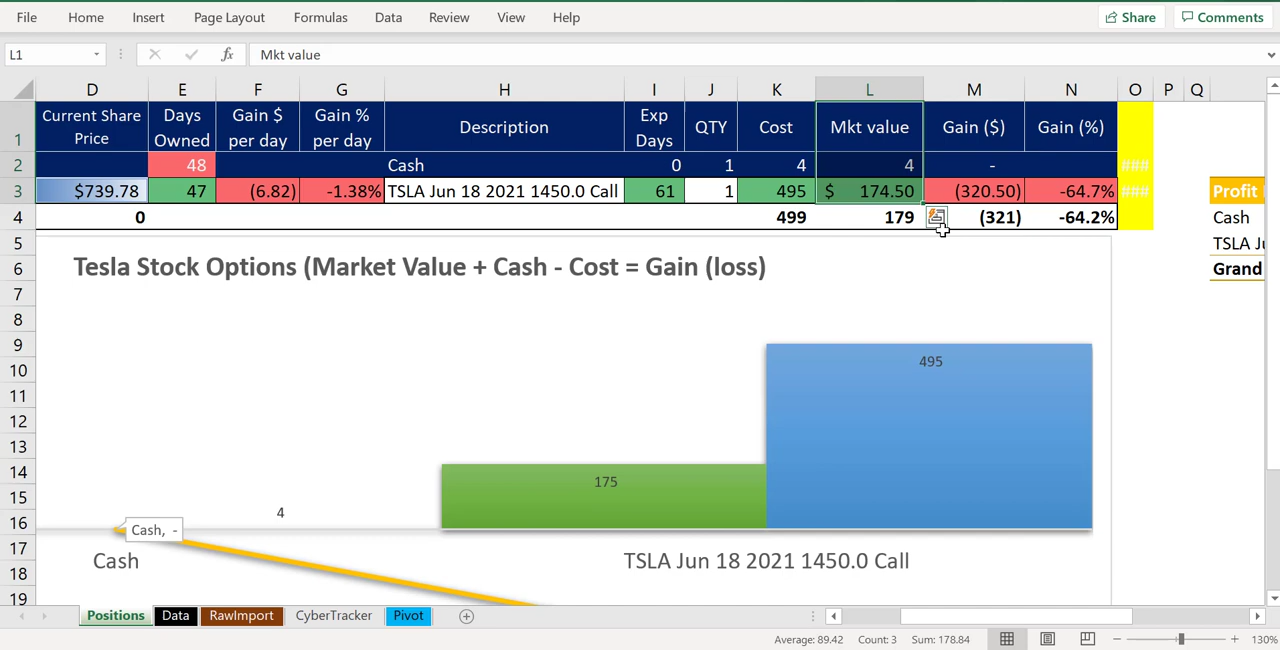 File Home Insert Page Layout Formulas Data Review View Help Share Comments
L1 fx Mkt value
D E F G H I J K L M N O P Q
1 Current Share Price Days Owned Gain $ per day Gain % per day Description Exp Days QTY Cost Mkt value Gain ($) Gain (%)
2 48 Cash 0 1 4 4 - ###
3 $739.78 47 (6.82) -1.38% TSLA Jun 18 2021 1450.0 Call 61 1 495 $ 174.50 (320.50) -64.7% ### Profit
4 0 499 179 (321) -64.2% Cash
5 TSLA
6 Tesla Stock Options (Market Value + Cash - Cost = Gain (loss) Grand
7
8
9
10 495
11
12
13
14
15 175
16 4
Cash, -
17
18 Cash TSLA Jun 18 2021 1450.0 Call
19
Positions Data RawImport CyberTracker Pivot
Average: 89.42 Count: 3 Sum: 178.84 130%